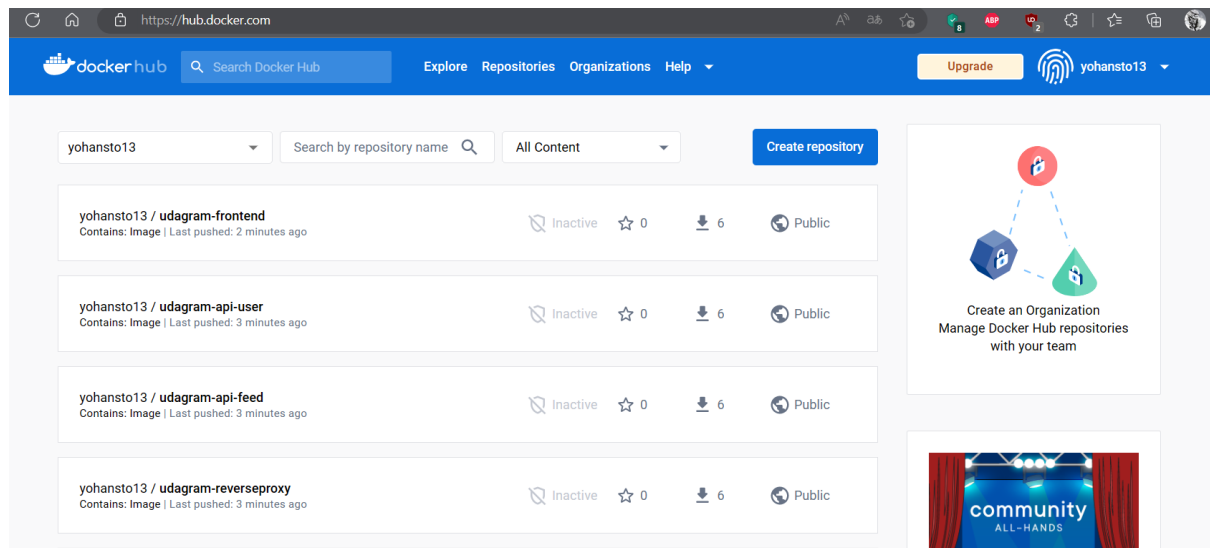 https://hub.docker.com
8
ABP
2
dockerhub
Search Docker Hub
Explore
Repositories
Organizations
Help
Upgrade
yohansto13
yohansto13
Search by repository name
All Content
Create repository
yohansto13 / udagram-frontend
Contains: Image | Last pushed: 2 minutes ago
Inactive
0
6
Public
yohansto13 / udagram-api-user
Contains: Image | Last pushed: 3 minutes ago
Inactive
0
6
Public
yohansto13 / udagram-api-feed
Contains: Image | Last pushed: 3 minutes ago
Inactive
0
6
Public
yohansto13 / udagram-reverseproxy
Contains: Image | Last pushed: 3 minutes ago
Inactive
0
6
Public
Create an Organization
Manage Docker Hub repositories
with your team
community
ALL-HANDS